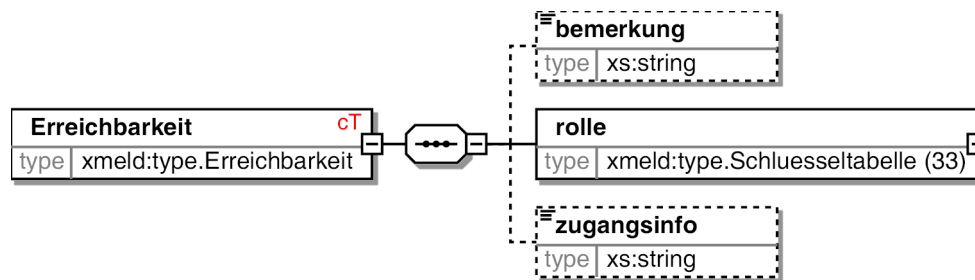 bemerkung
type xs:string
Erreichbarkeit cT
type xmeld:type.Erreichbarkeit
rolle
type xmeld:type.Schluesseltabelle (33)
zugangsinfo
type xs:string